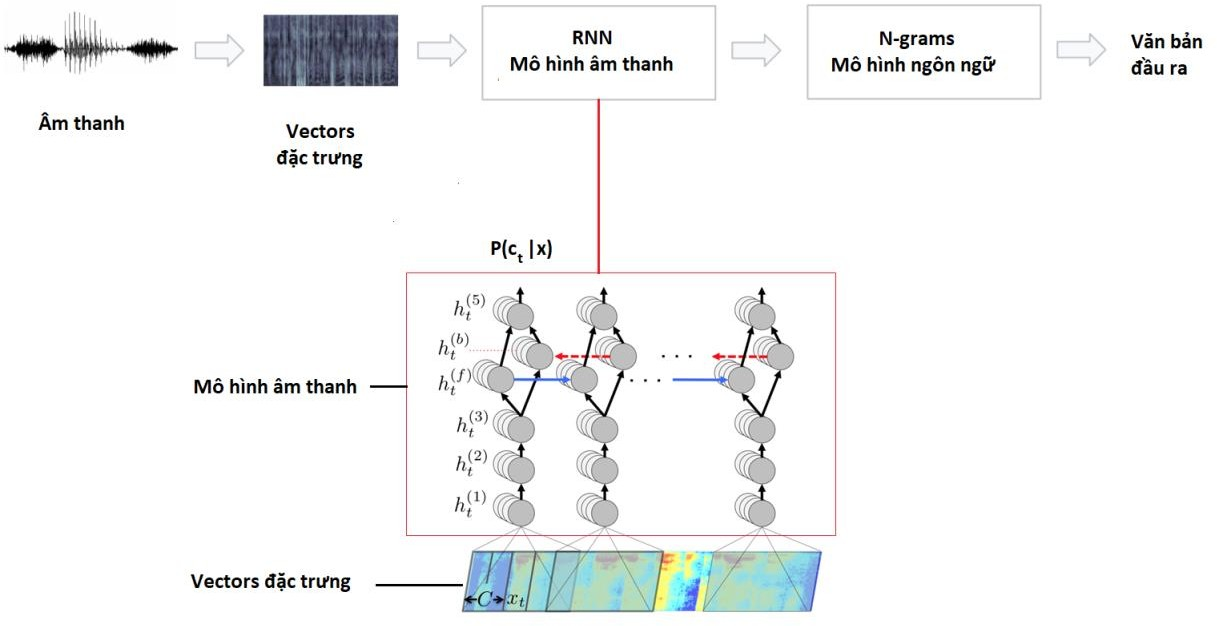 Âm thanh
Vectors
đặc trưng
RNN
Mô hình âm thanh
N-grams
Mô hình ngôn ngữ
Văn bản
đầu ra
P(c_t |x)
h_t^(5)
h_t^(b)
h_t^(f)
h_t^(3)
h_t^(2)
h_t^(1)
Mô hình âm thanh
Vectors đặc trưng
C x_t